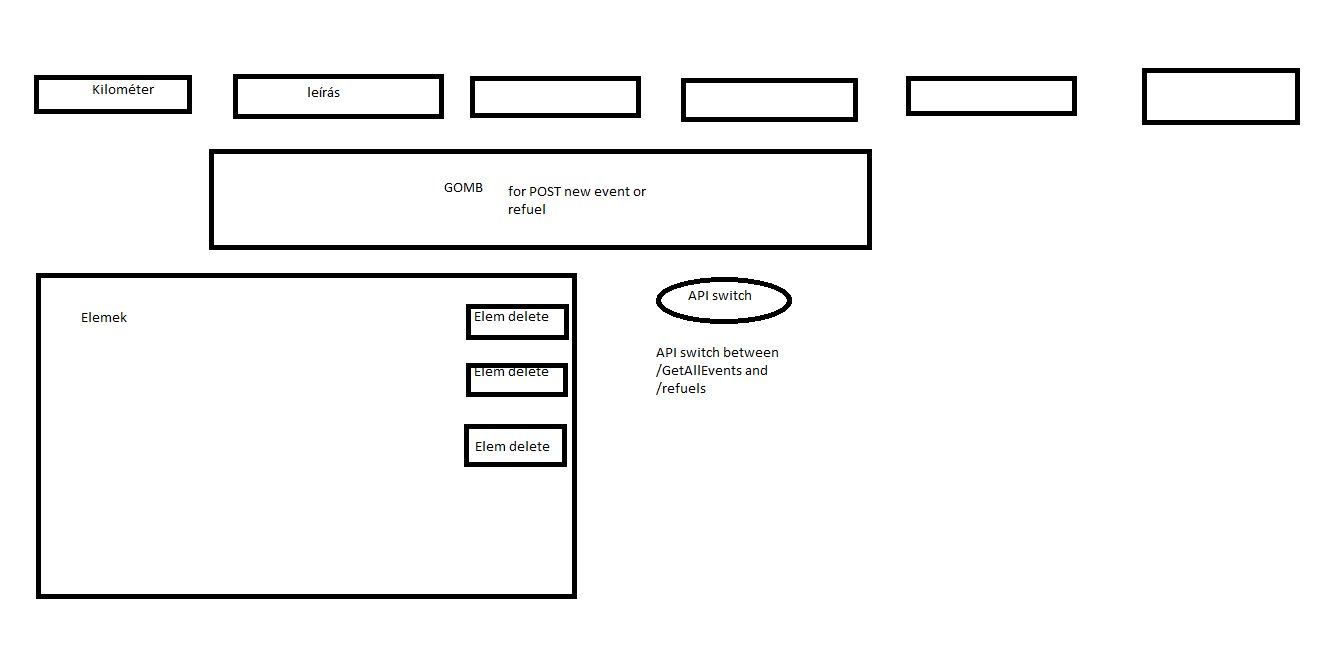 Kilométer
leírás
GOMB
for POST new event or
refuel
Elemek
Elem delete
Elem delete
Elem delete
API switch
API switch between
/GetAllEvents and
/refuels